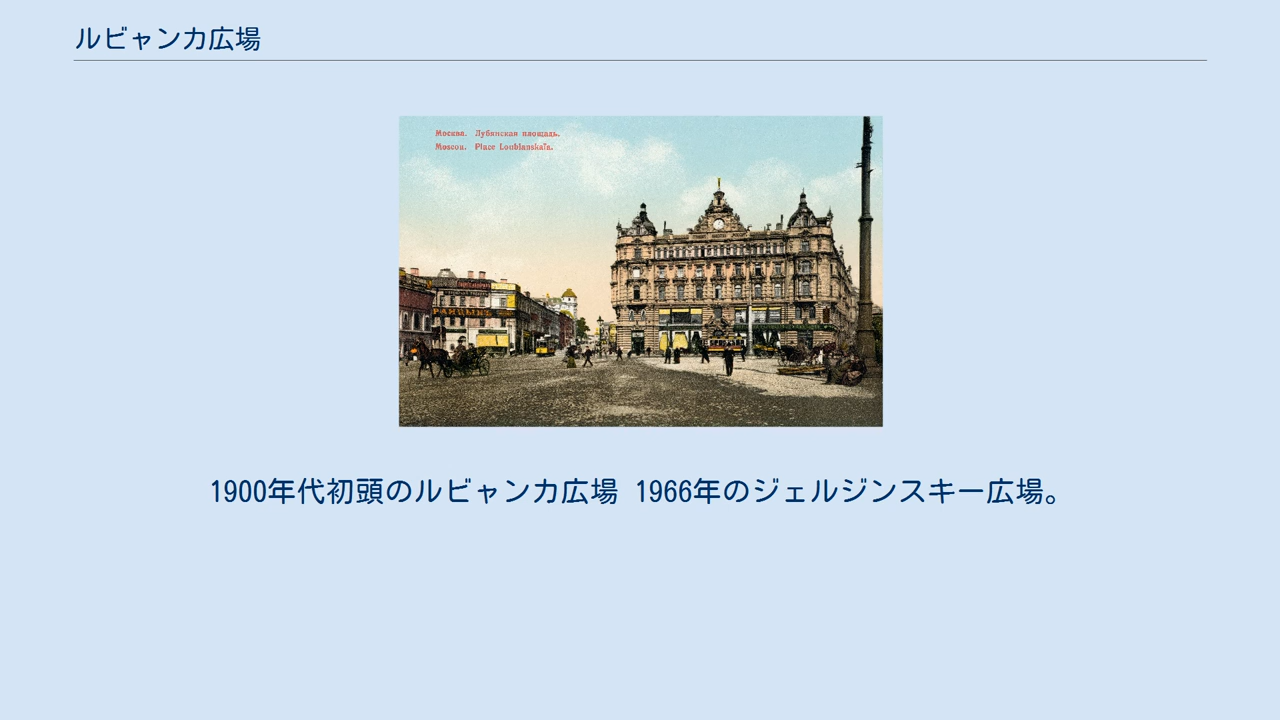 ルビャンカ広場
Москва. Лубянская площадь.
Moscou. Place Loubianskaïa.
РАНЦЫНЪ
1900年代初頭のルビャンカ広場 1966年のジェルジンスキー広場。